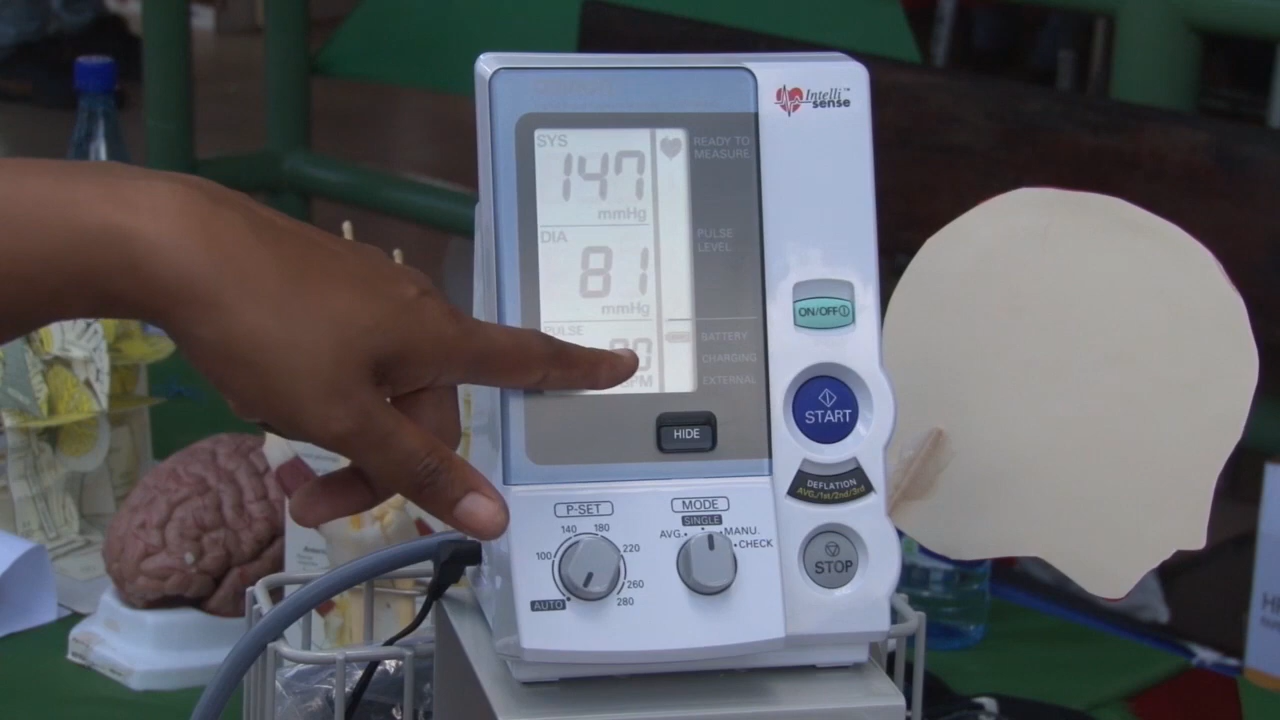 Intelli™
sense
SYS
147
mmHg
READY TO
MEASURE
DIA
81
mmHg
PULSE
LEVEL
PULSE
BATTERY
CHARGING
EXTERNAL
ON/OFF
START
HIDE
DEFLATION
AVG./1st/2nd/3rd
STOP
P-SET
140 180
100 220
260
AUTO 280
MODE
SINGLE
AVG. MANU.
CHECK